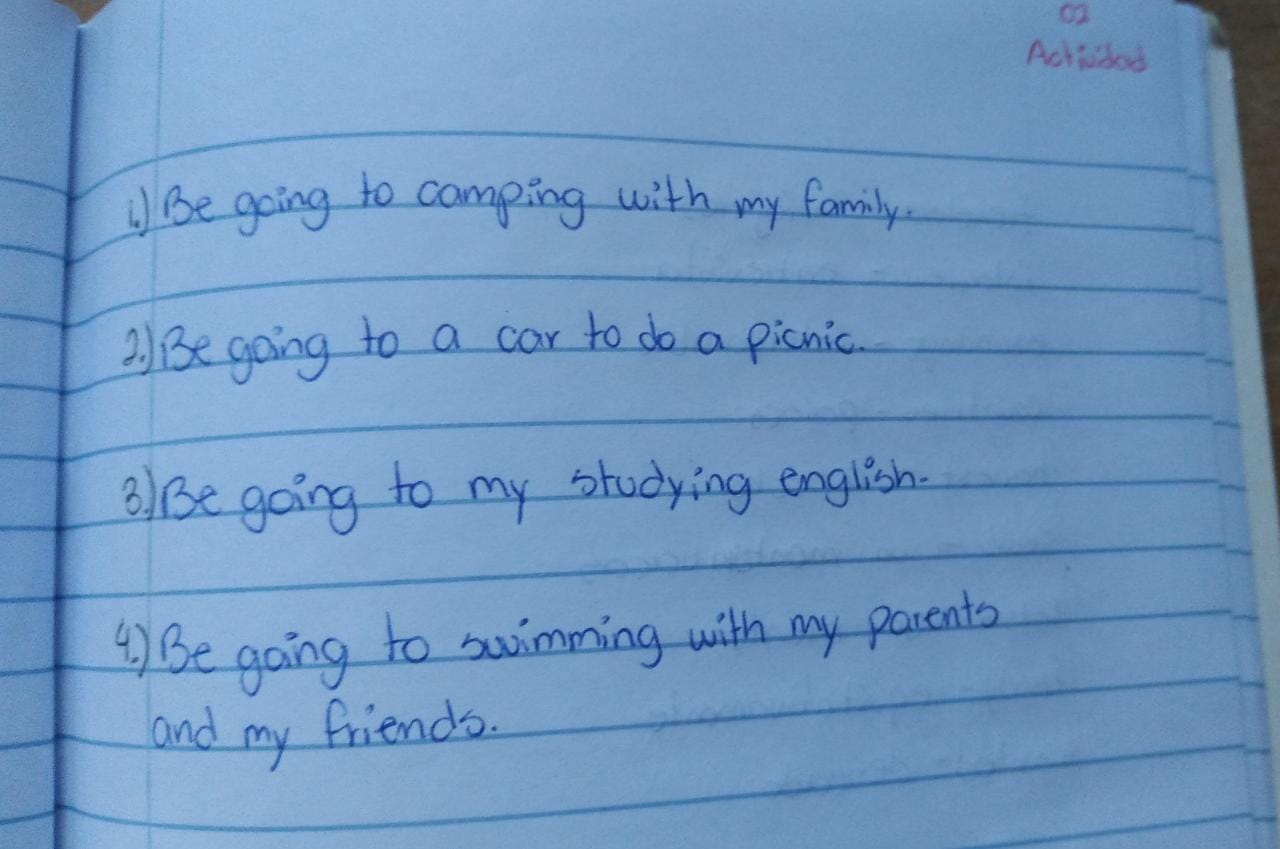 02
Actividad
1.) Be going to camping with my family.
2.) Be going to a car to do a picnic.
3.) Be going to my studying english.
4.) Be going to swimming with my parents
and my friends.